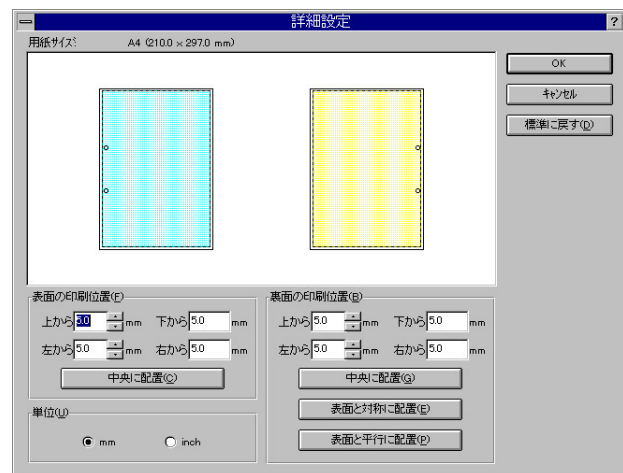 詳細設定
?
用紙サイズ: A4 (210.0 × 297.0 mm)
OK
キャンセル
標準に戻す(D)
表面の印刷位置(F)
上から 5.0 mm 下から 5.0 mm
左から 5.0 mm 右から 5.0 mm
中央に配置(C)
単位(U)
mm inch
裏面の印刷位置(B)
上から 5.0 mm 下から 5.0 mm
左から 5.0 mm 右から 5.0 mm
中央に配置(G)
表面と対称に配置(E)
表面と平行に配置(P)